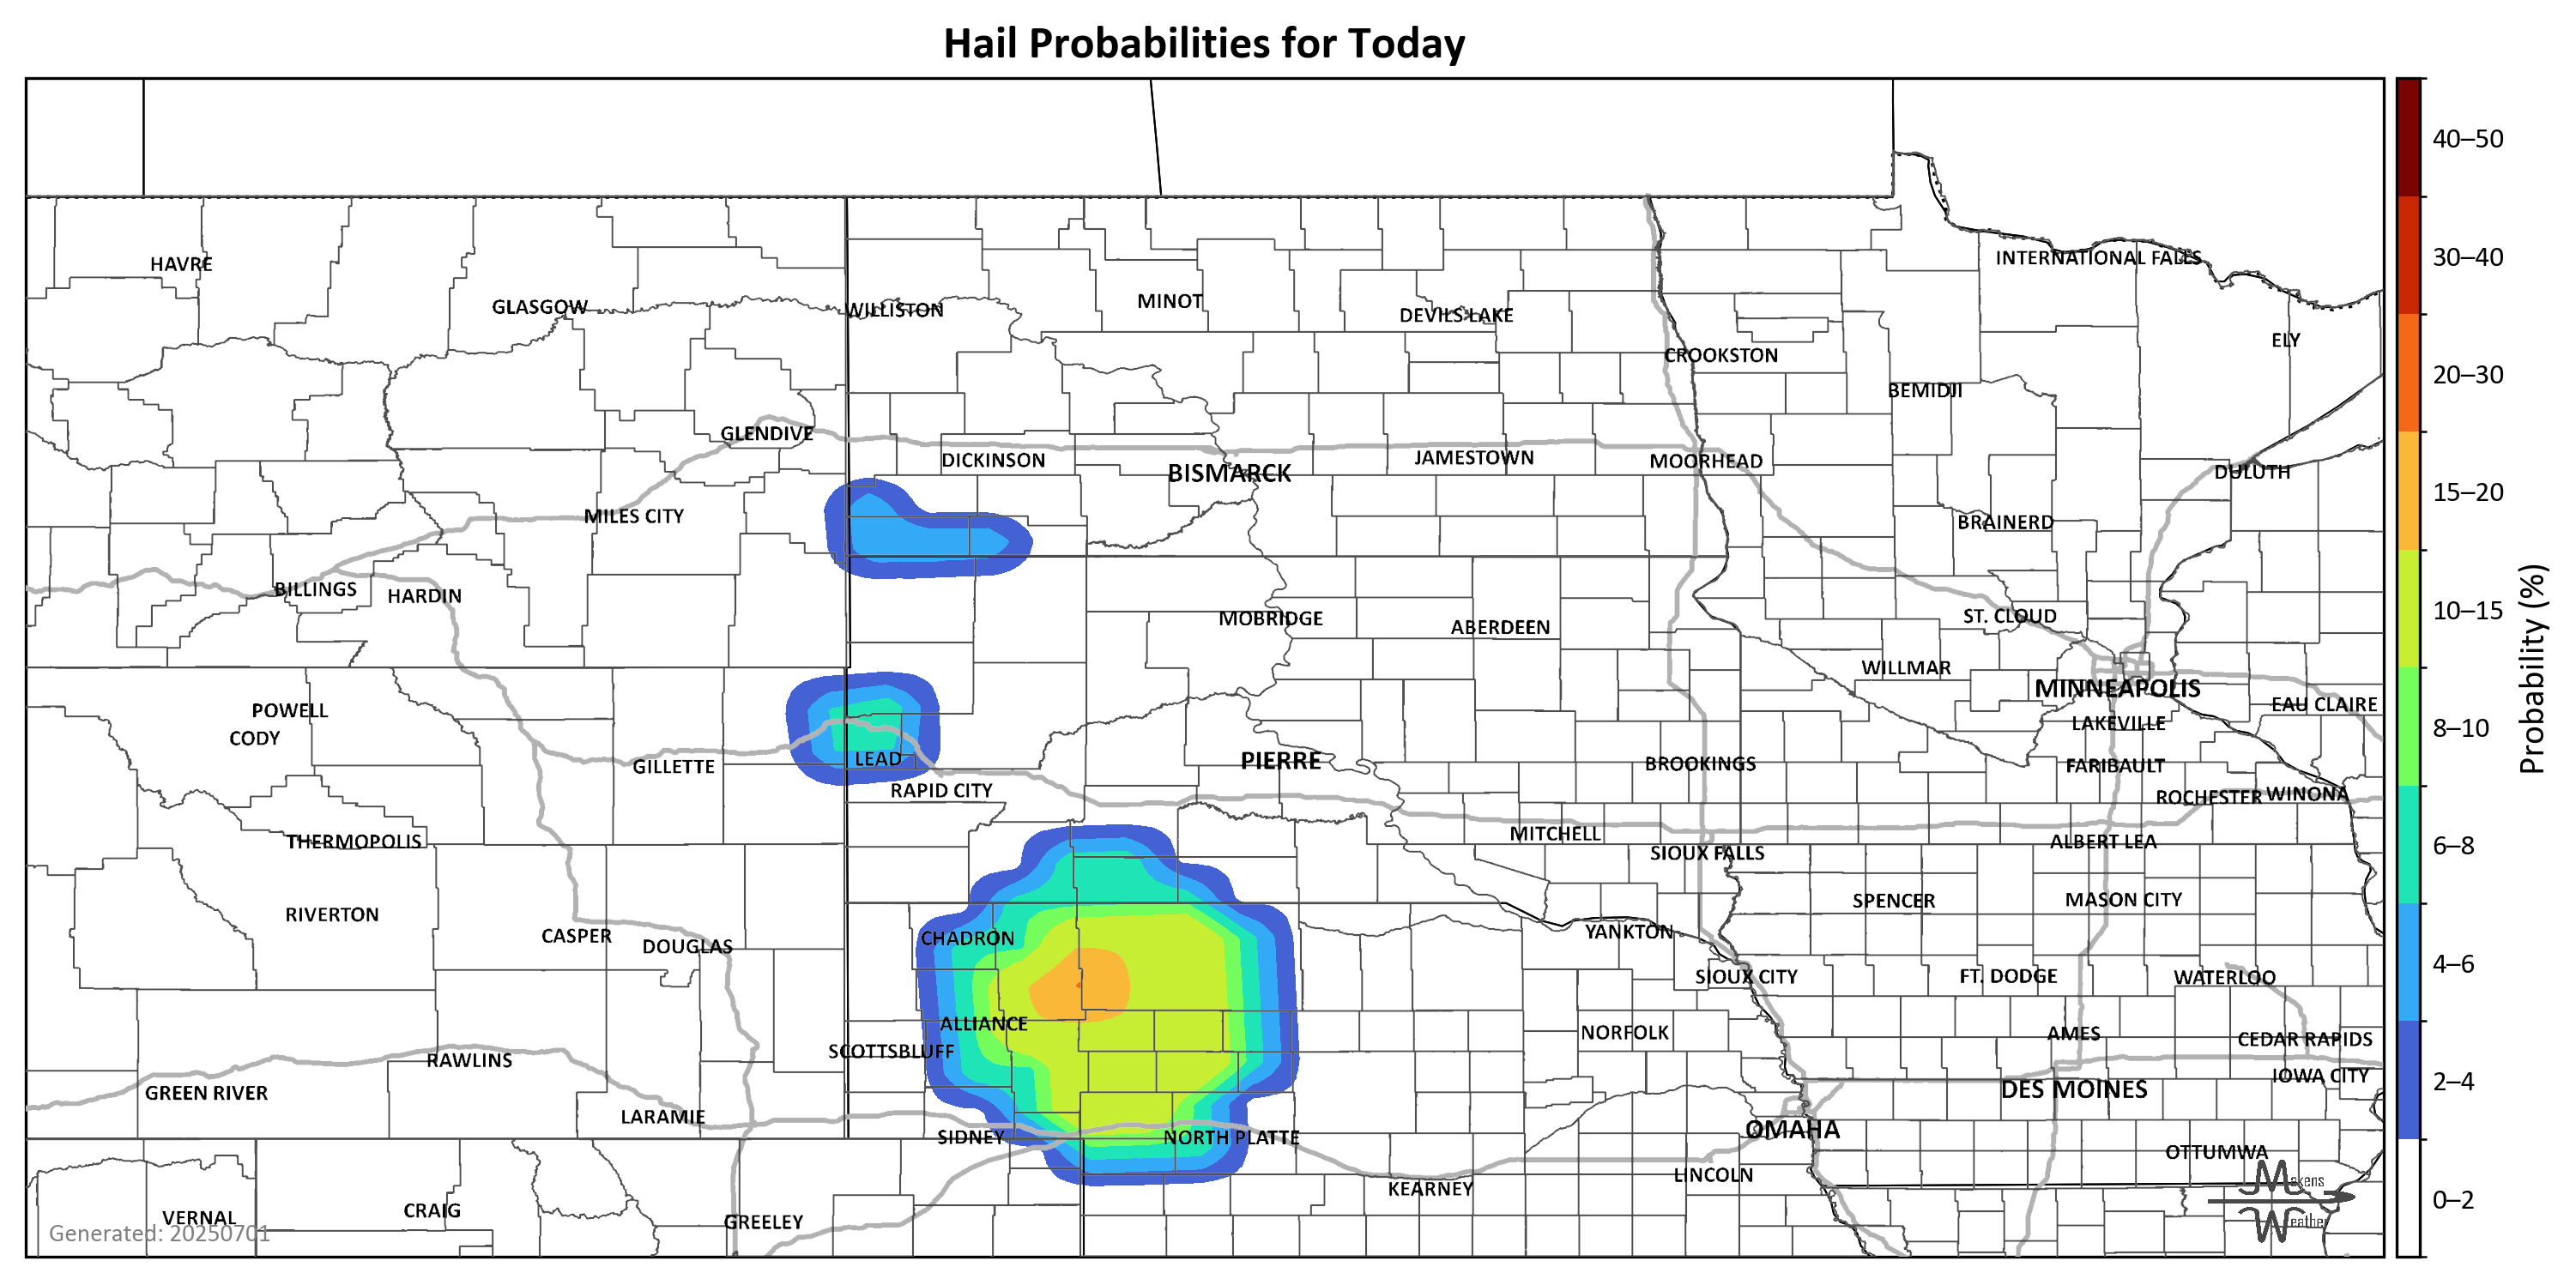 Hail Probabilities for Today
HAVRE
INTERNATIONAL FALLS
GLASGOW
WILLISTON
MINOT
DEVILS LAKE
ELY
CROOKSTON
BEMIDJI
GLENDIVE
DICKINSON
BISMARCK
JAMESTOWN
MOORHEAD
DULUTH
MILES CITY
BRAINERD
BILLINGS
HARDIN
MOBRIDGE
ABERDEEN
ST. CLOUD
WILLMAR
MINNEAPOLIS
EAU CLAIRE
POWELL
LAKEVILLE
CODY
GILLETTE
LEAD
PIERRE
BROOKINGS
FARIBAULT
RAPID CITY
ROCHESTER
WINONA
THERMOPOLIS
MITCHELL
ALBERT LEA
SIOUX FALLS
RIVERTON
SPENCER
MASON CITY
CASPER
DOUGLAS
CHADRON
YANKTON
SIOUX CITY
FT. DODGE
WATERLOO
ALLIANCE
NORFOLK
AMES
CEDAR RAPIDS
SCOTTSBLUFF
RAWLINS
IOWA CITY
GREEN RIVER
DES MOINES
LARAMIE
SIDNEY
NORTH PLATTE
OMAHA
OTTUMWA
LINCOLN
KEARNEY
VERNAL
CRAIG
GREELEY
Generated: 20250701
Makens
Weather
40–50
30–40
20–30
15–20
10–15
8–10
6–8
4–6
2–4
0–2
Probability (%)